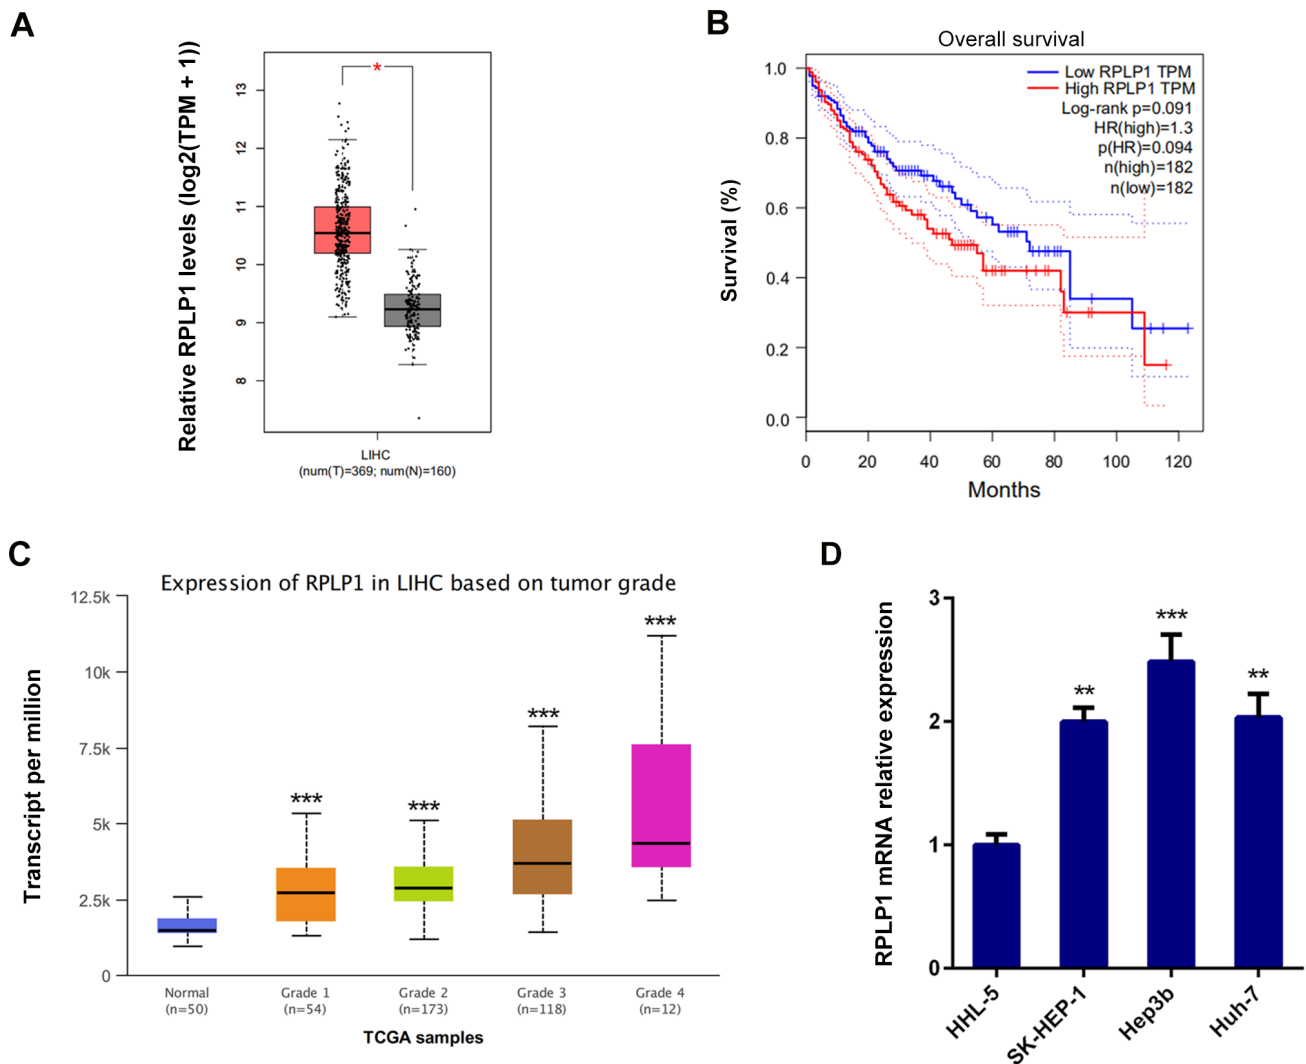 A
Relative RPLP1 levels (log2(TPM + 1))
*
13
12
11
10
9
8
LIHC
(num(T)=369; num(N)=160)
B
Overall survival
Low RPLP1 TPM
High RPLP1 TPM
Log-rank p=0.091
HR(high)=1.3
p(HR)=0.094
n(high)=182
n(low)=182
Survival (%)
1.0
0.8
0.6
0.4
0.2
0.0
0 20 40 60 80 100 120
Months
C
Expression of RPLP1 in LIHC based on tumor grade
Transcript per million
12.5k
10k
7.5k
5k
2.5k
0
*** *** *** ***
Normal Grade 1 Grade 2 Grade 3 Grade 4
(n=50) (n=54) (n=173) (n=118) (n=12)
TCGA samples
D
RPLP1 mRNA relative expression
3
2
1
0
** *** **
HHL-5 SK-HEP-1 Hep3b Huh-7